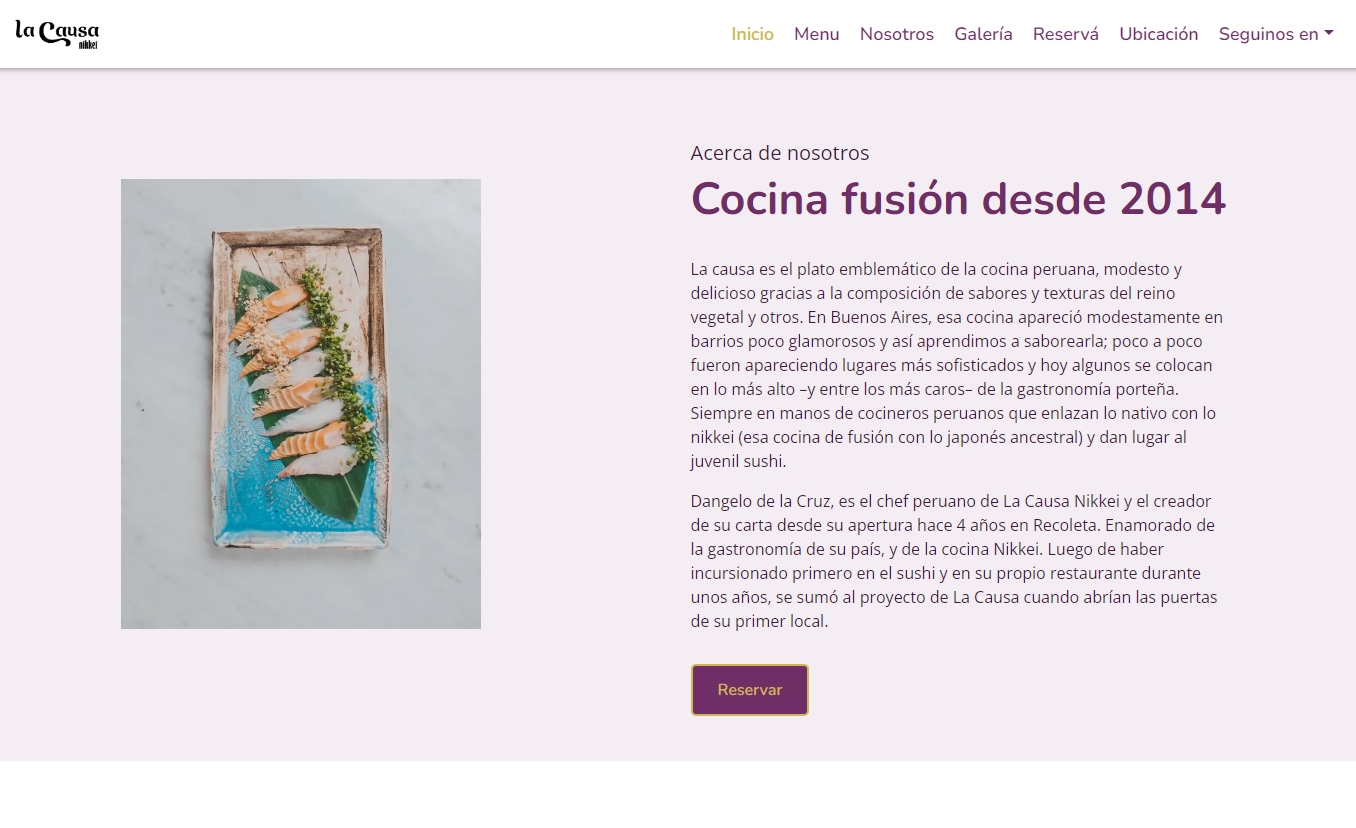 la Causa
nikkei
Inicio Menu Nosotros Galería Reservá Ubicación Seguinos en
Acerca de nosotros
Cocina fusión desde 2014
La causa es el plato emblemático de la cocina peruana, modesto y
delicioso gracias a la composición de sabores y texturas del reino
vegetal y otros. En Buenos Aires, esa cocina apareció modestamente en
barrios poco glamorosos y así aprendimos a saborearla; poco a poco
fueron apareciendo lugares más sofisticados y hoy algunos se colocan
en lo más alto –y entre los más caros– de la gastronomía porteña.
Siempre en manos de cocineros peruanos que enlazan lo nativo con lo
nikkei (esa cocina de fusión con lo japonés ancestral) y dan lugar al
juvenil sushi.
Dangelo de la Cruz, es el chef peruano de La Causa Nikkei y el creador
de su carta desde su apertura hace 4 años en Recoleta. Enamorado de
la gastronomía de su país, y de la cocina Nikkei. Luego de haber
incursionado primero en el sushi y en su propio restaurante durante
unos años, se sumó al proyecto de La Causa cuando abrían las puertas
de su primer local.
Reservar